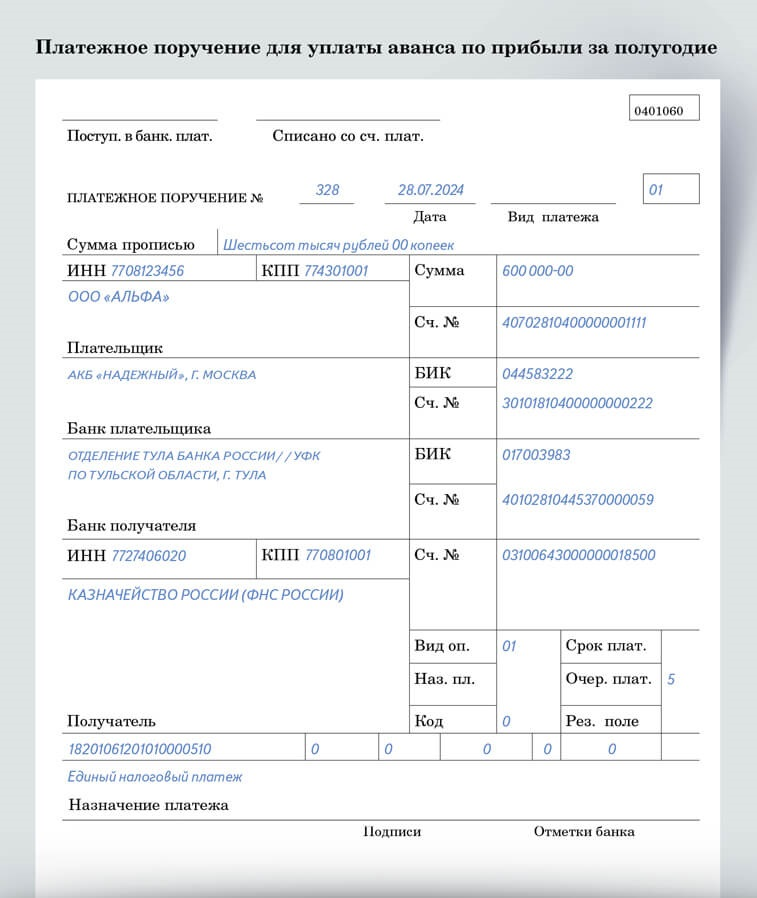 Платежное поручение для уплаты аванса по прибыли за полугодие
0401060
Поступ. в банк. плат. Списано со сч. плат.
ПЛАТЕЖНОЕ ПОРУЧЕНИЕ № 328 28.07.2024 01
Дата Вид платежа
Сумма прописью Шестьсот тысяч рублей 00 копеек
ИНН 7708123456 КПП 774301001 Сумма 600 000-00
ООО «АЛЬФА»
Сч. № 40702810400000001111
Плательщик
АКБ «НАДЕЖНЫЙ», Г. МОСКВА БИК 044583222
Сч. № 30101810400000000222
Банк плательщика
ОТДЕЛЕНИЕ ТУЛА БАНКА РОССИИ/ / УФК БИК 017003983
ПО ТУЛЬСКОЙ ОБЛАСТИ, Г. ТУЛА
Сч. № 40102810445370000059
Банк получателя
ИНН 7727406020 КПП 770801001 Сч. № 03100643000000018500
КАЗНАЧЕЙСТВО РОССИИ (ФНС РОССИИ)
Вид оп. 01 Срок плат.
Наз. пл. Очер. плат. 5
Получатель Код 0 Рез. поле
18201061201010000510 0 0 0 0 0
Единый налоговый платеж
Назначение платежа
Подписи Отметки банка